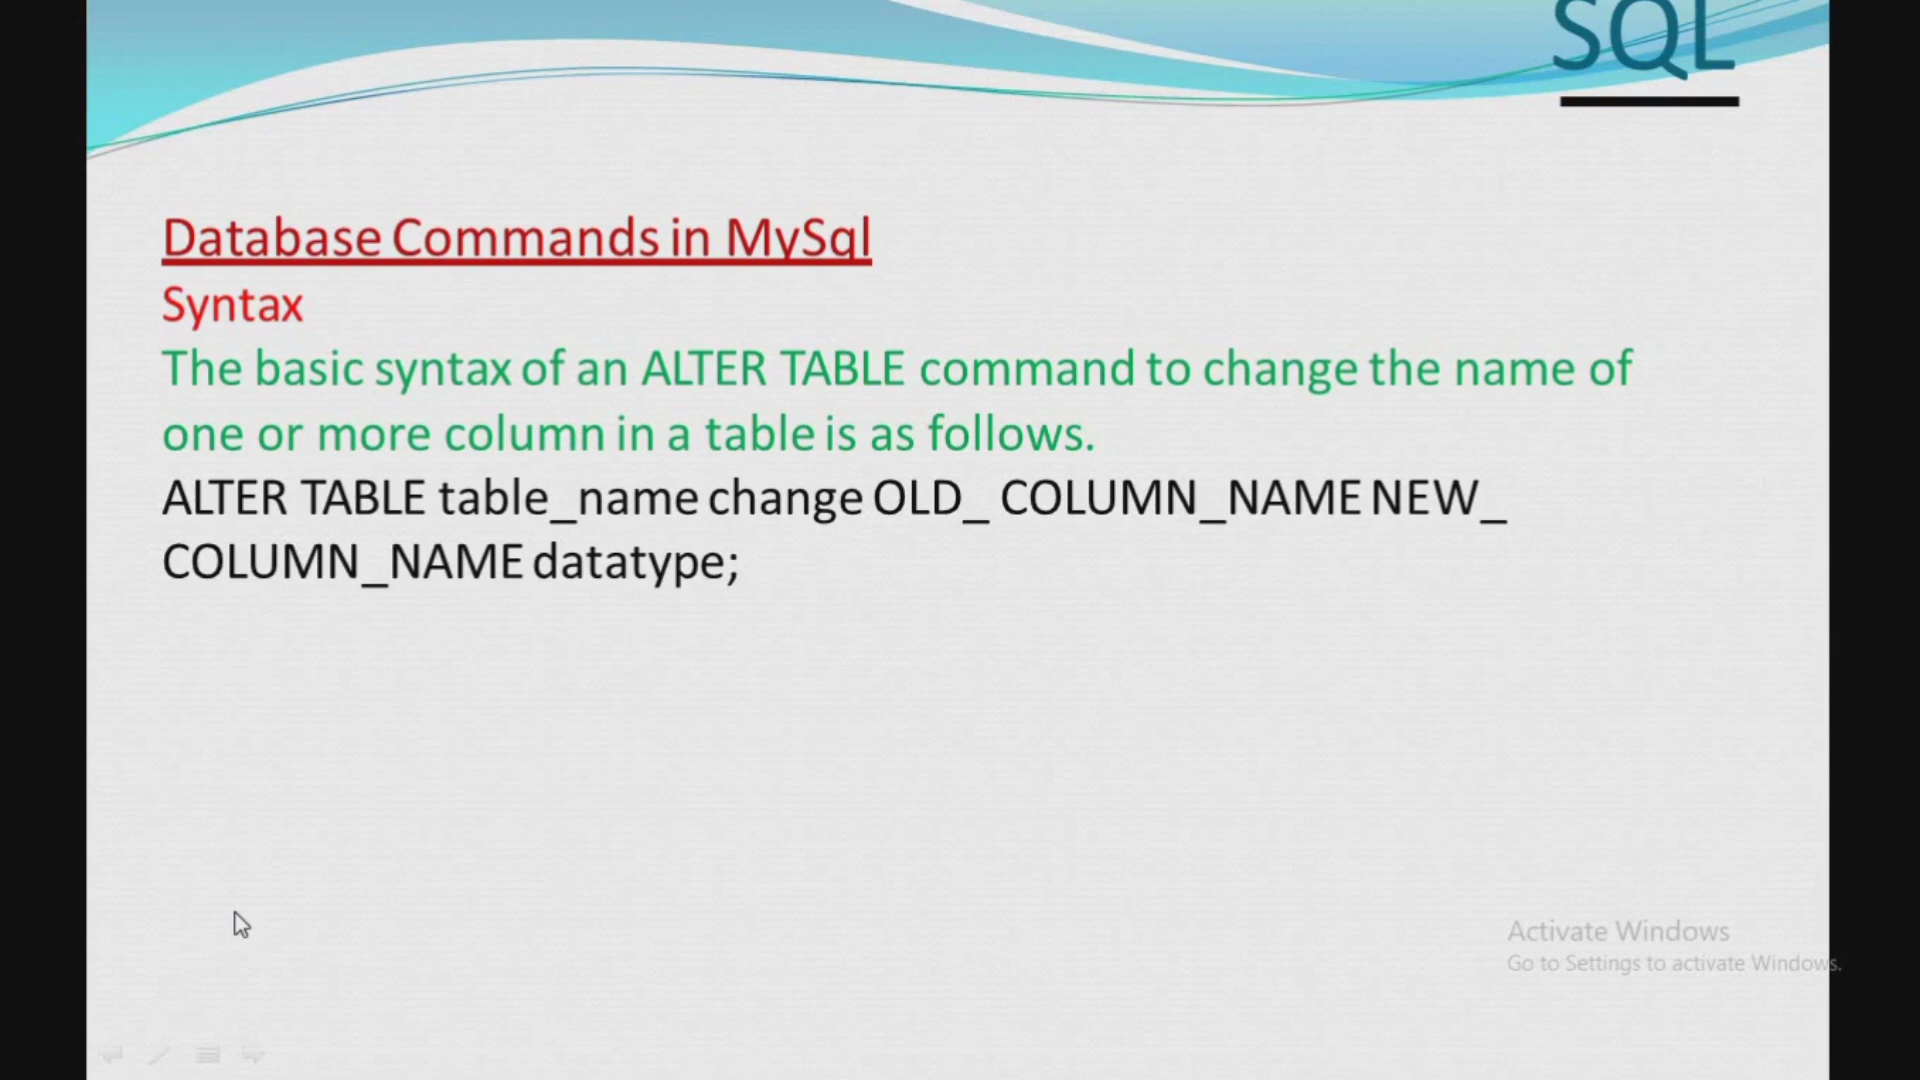 SQL
Database Commands in MySql
Syntax
The basic syntax of an ALTER TABLE command to change the name of
one or more column in a table is as follows.
ALTER TABLE table_name change OLD_ COLUMN_NAME NEW_
COLUMN_NAME datatype;
Activate Windows
Go to Settings to activate Windows.